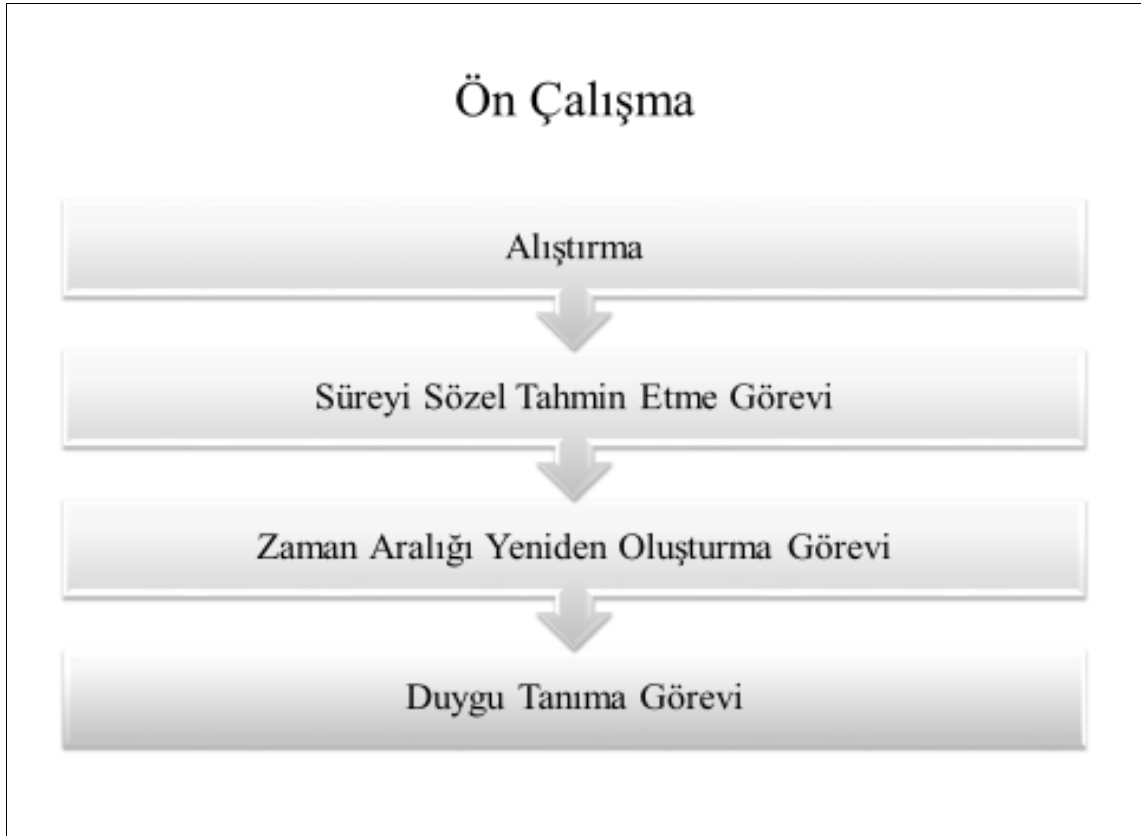 Ön Çalışma
Alıştırma
Süreyi Sözel Tahmin Etme Görevi
Zaman Aralığı Yeniden Oluşturma Görevi
Duygu Tanıma Görevi